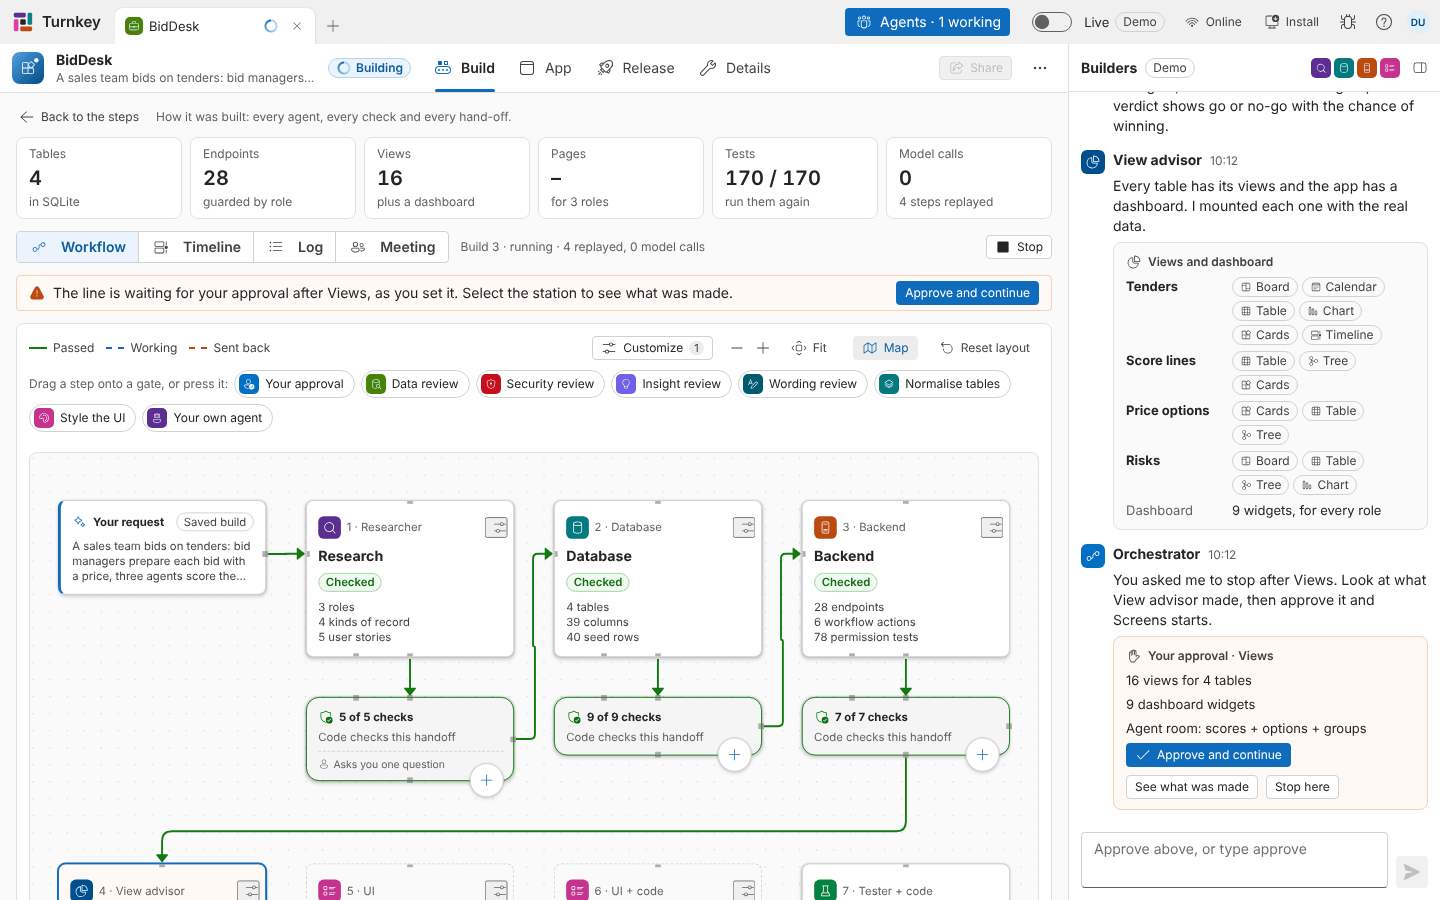 Turnkey
BidDesk
Agents · 1 working
Live
Demo
Online
Install
DU
BidDesk
A sales team bids on tenders: bid managers...
Building
Build
App
Release
Details
Share
Back to the steps
How it was built: every agent, every check and every hand-off.
Tables
4
in SQLite
Endpoints
28
guarded by role
Views
16
plus a dashboard
Pages
–
for 3 roles
Tests
170 / 170
run them again
Model calls
0
4 steps replayed
Workflow
Timeline
Log
Meeting
Build 3 · running · 4 replayed, 0 model calls
Stop
The line is waiting for your approval after Views, as you set it. Select the station to see what was made.
Approve and continue
Passed
Working
Sent back
Customize 1
Fit
Map
Reset layout
Drag a step onto a gate, or press it:
Your approval
Data review
Security review
Insight review
Wording review
Normalise tables
Style the UI
Your own agent
Your request
Saved build
A sales team bids on tenders: bid
managers prepare each bid with
a price, three agents score the...
1 · Researcher
Research
Checked
3 roles
4 kinds of record
5 user stories
5 of 5 checks
Code checks this handoff
Asks you one question
2 · Database
Database
Checked
4 tables
39 columns
40 seed rows
9 of 9 checks
Code checks this handoff
3 · Backend
Backend
Checked
28 endpoints
6 workflow actions
78 permission tests
7 of 7 checks
Code checks this handoff
4 · View advisor
5 · UI
6 · UI + code
7 · Tester + code
Builders
Demo
verdict shows go or no-go with the chance of
winning.
View advisor 10:12
Every table has its views and the app has a
dashboard. I mounted each one with the real
data.
Views and dashboard
Tenders
Board
Calendar
Table
Chart
Cards
Timeline
Score lines
Table
Tree
Cards
Price options
Cards
Table
Tree
Risks
Board
Table
Tree
Chart
Dashboard
9 widgets, for every role
Orchestrator 10:12
You asked me to stop after Views. Look at what
View advisor made, then approve it and
Screens starts.
Your approval · Views
16 views for 4 tables
9 dashboard widgets
Agent room: scores + options + groups
Approve and continue
See what was made
Stop here
Approve above, or type approve